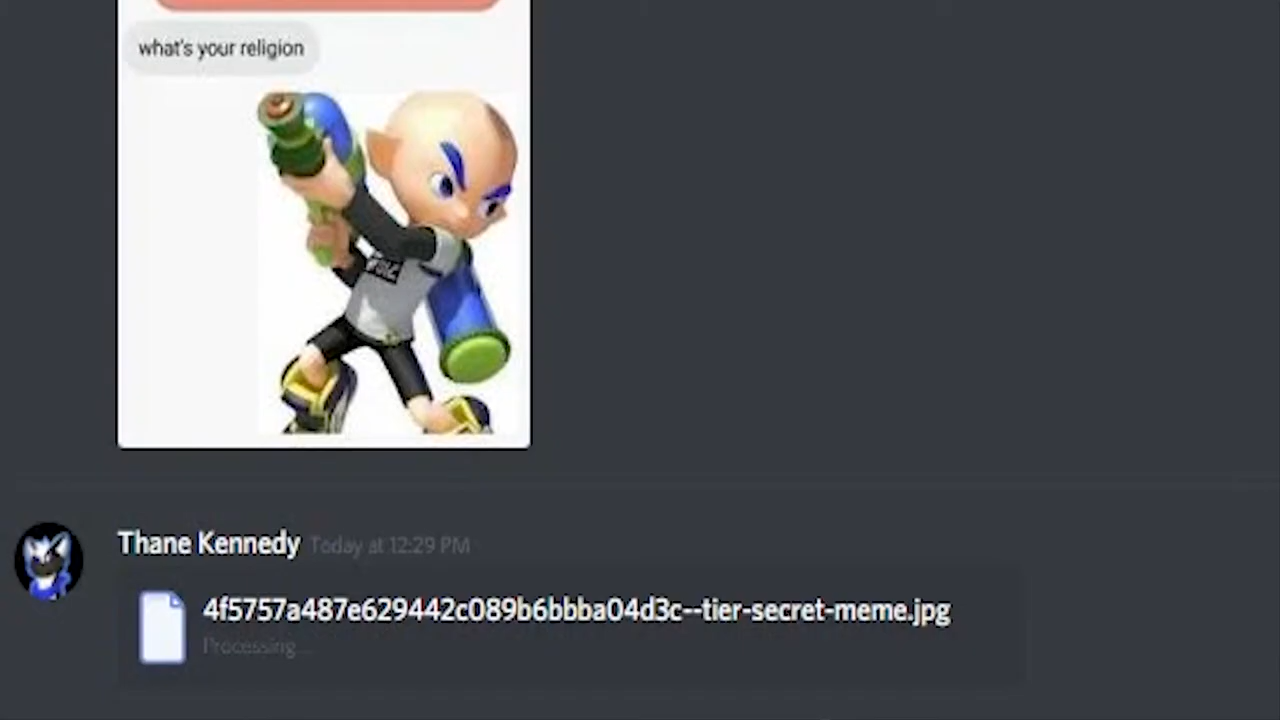 what's your religion
Thane Kennedy Today at 12:29 PM
4f5757a487e629442c089b6bbba04d3c--tier-secret-meme.jpg
Processing...